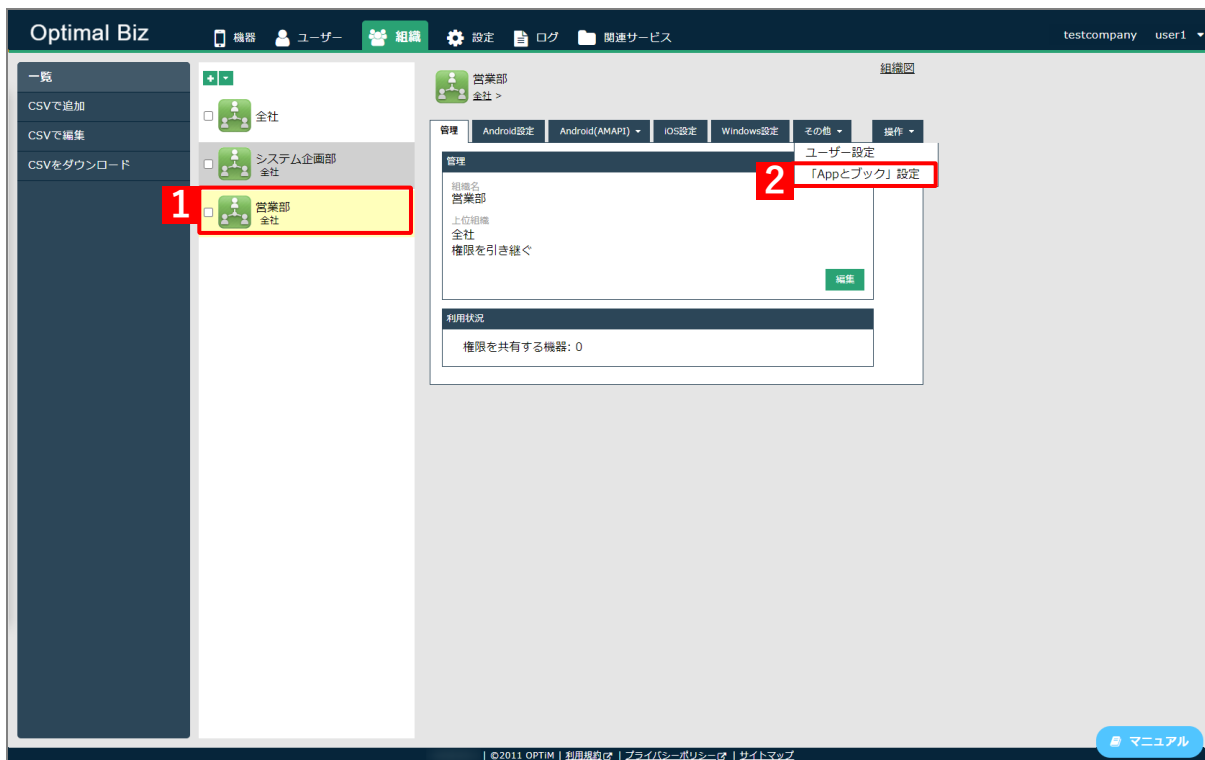 Optimal Biz
機器 ユーザー 組織 設定 ログ 関連サービス
testcompany user1
一覧
CSVで追加
CSVで編集
CSVをダウンロード
全社
システム企画部
全社
1
営業部
全社
組織図
営業部
全社 >
管理 Android設定 Android(AMAPI) iOS設定 Windows設定 その他 操作
ユーザー設定
2
「Appとブック」設定
管理
組織名
営業部
上位組織
全社
権限を引き継ぐ
編集
利用状況
権限を共有する機器: 0
マニュアル
| ©2011 OPTiM | 利用規約 | プライバシーポリシー | サイトマップ